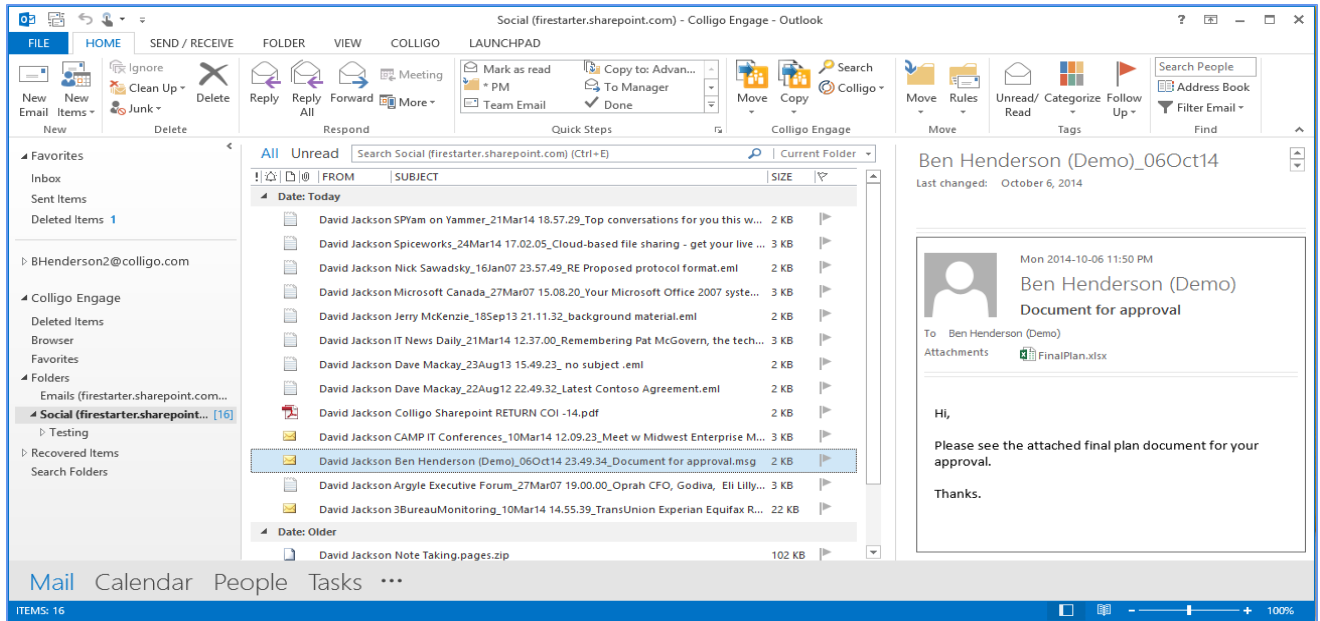 Social (firestarter.sharepoint.com) - Colligo Engage - Outlook
FILE HOME SEND / RECEIVE FOLDER VIEW COLLIGO LAUNCHPAD
New Email
New Items
New
Ignore
Clean Up
Junk
Delete
Delete
Reply
Reply All
Forward
Meeting
More
Respond
Mark as read
* PM
Team Email
Copy to: Advan...
To Manager
Done
Quick Steps
Move
Copy
Search
Colligo
Colligo Engage
Move
Rules
Move
Unread/ Read
Categorize
Follow Up
Tags
Search People
Address Book
Filter Email
Find
Favorites
Inbox
Sent Items
Deleted Items 1
BHenderson2@colligo.com
Colligo Engage
Deleted Items
Browser
Favorites
Folders
Emails (firestarter.sharepoint.com...
Social (firestarter.sharepoint... [16]
Testing
Recovered Items
Search Folders
All Unread Search Social (firestarter.sharepoint.com) (Ctrl+E) Current Folder
! FROM SUBJECT SIZE
Date: Today
David Jackson SPYam on Yammer_21Mar14 18.57.29_Top conversations for you this w... 2 KB
David Jackson Spiceworks_24Mar14 17.02.05_Cloud-based file sharing - get your live ... 3 KB
David Jackson Nick Sawadsky_16Jan07 23.57.49_RE Proposed protocol format.eml 2 KB
David Jackson Microsoft Canada_27Mar07 15.08.20_Your Microsoft Office 2007 syste... 3 KB
David Jackson Jerry McKenzie_18Sep13 21.11.32_background material.eml 2 KB
David Jackson IT News Daily_21Mar14 12.37.00_Remembering Pat McGovern, the tech... 3 KB
David Jackson Dave Mackay_23Aug13 15.49.23_ no subject .eml 2 KB
David Jackson Dave Mackay_22Aug12 22.49.32_Latest Contoso Agreement.eml 2 KB
David Jackson Colligo Sharepoint RETURN COI -14.pdf 2 KB
David Jackson CAMP IT Conferences_10Mar14 12.09.23_Meet w Midwest Enterprise M... 3 KB
David Jackson Ben Henderson (Demo)_06Oct14 23.49.34_Document for approval.msg 2 KB
David Jackson Argyle Executive Forum_27Mar07 19.00.00_Oprah CFO, Godiva, Eli Lilly... 3 KB
David Jackson 3BureauMonitoring_10Mar14 14.55.39_TransUnion Experian Equifax R... 22 KB
Date: Older
David Jackson Note Taking.pages.zip 102 KB
Ben Henderson (Demo)_06Oct14
Last changed: October 6, 2014
Mon 2014-10-06 11:50 PM
Ben Henderson (Demo)
Document for approval
To Ben Henderson (Demo)
Attachments FinalPlan.xlsx
Hi,
Please see the attached final plan document for your
approval.
Thanks.
Mail Calendar People Tasks ...
ITEMS: 16 100%